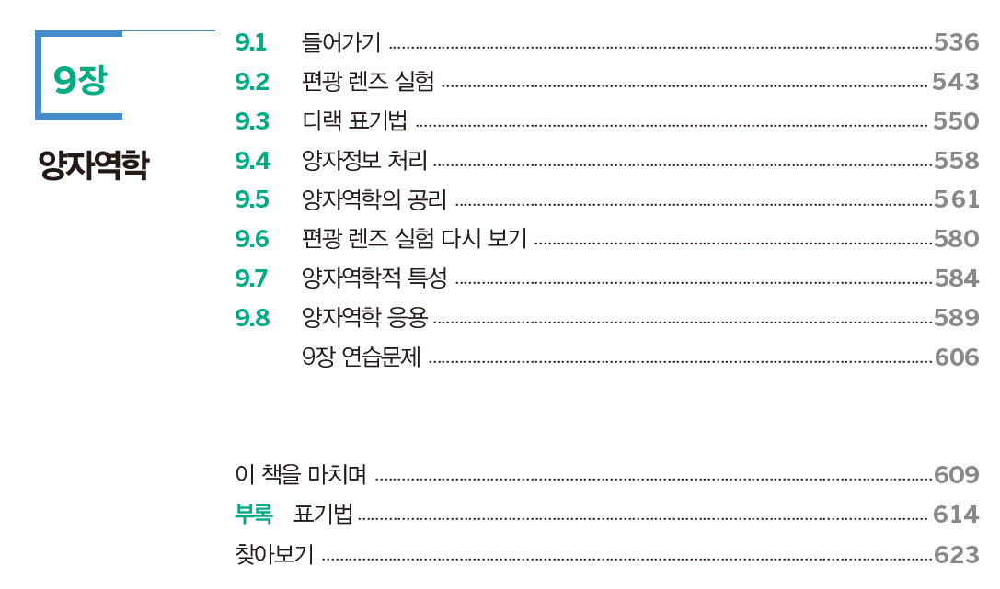 9장
양자역학
9.1 들어가기 536
9.2 편광 렌즈 실험 543
9.3 디랙 표기법 550
9.4 양자정보 처리 558
9.5 양자역학의 공리 561
9.6 편광 렌즈 실험 다시 보기 580
9.7 양자역학적 특성 584
9.8 양자역학 응용 589
9장 연습문제 606
이 책을 마치며 609
부록 표기법 614
찾아보기 623